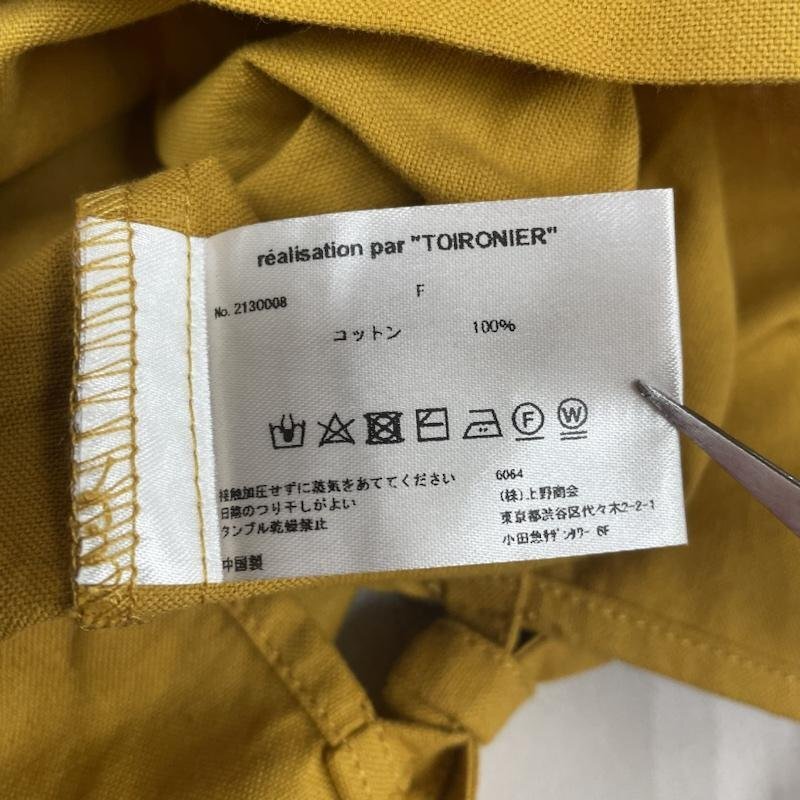 réalisation par "TOIRONIER"
F
No. 2130008
コットン 100%
F W
接触加圧せずに蒸気をあててください
日陰のつり干しがよい
タンブル乾燥禁止
中国製
6064
(株)上野商会
東京都渋谷区代々木2-2-1
小田急ｻｻﾞﾝﾀﾜｰ 6F